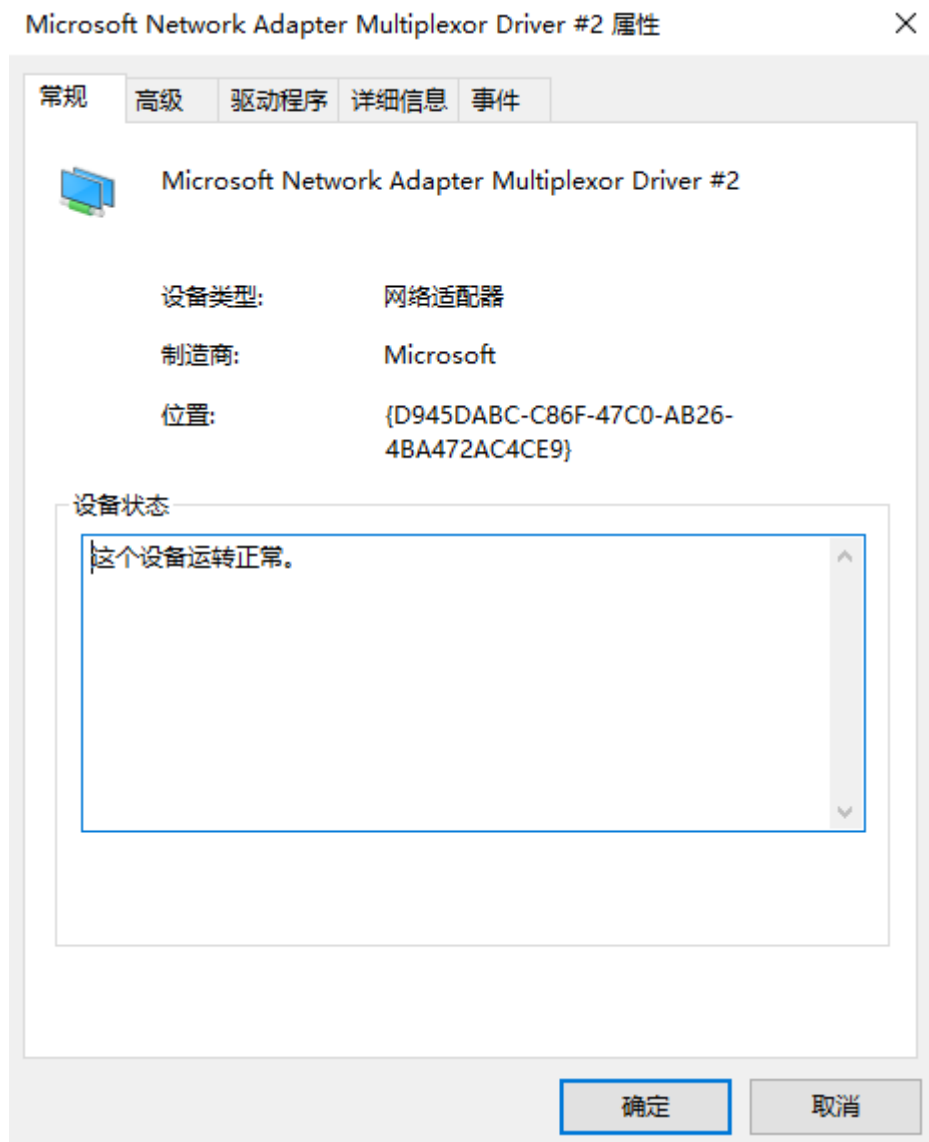 Microsoft Network Adapter Multiplexor Driver #2 属性
常规 高级 驱动程序 详细信息 事件
Microsoft Network Adapter Multiplexor Driver #2
设备类型: 网络适配器
制造商: Microsoft
位置: {D945DABC-C86F-47C0-AB26-
4BA472AC4CE9}
设备状态
这个设备运转正常。
确定 取消